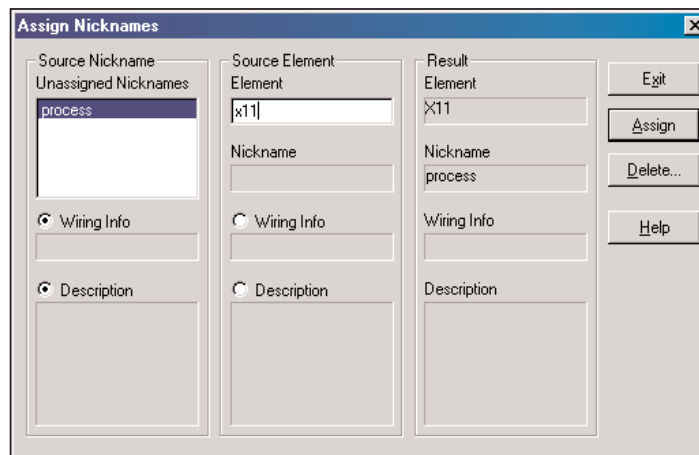 Assign Nicknames
Source Nickname
Unassigned Nicknames
process
Wiring Info
Description
Source Element
Element
x11
Nickname
Wiring Info
Description
Result
Element
X11
Nickname
process
Wiring Info
Description
Exit
Assign
Delete...
Help